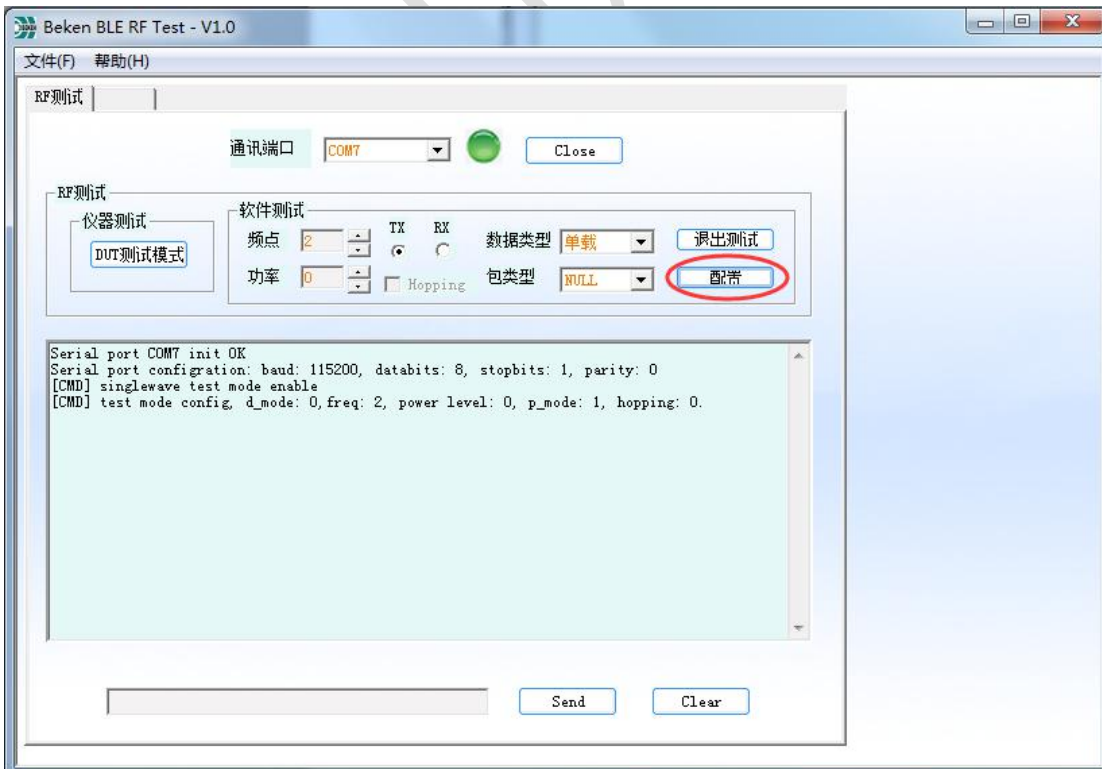 Beken BLE RF Test - V1.0
文件(F) 帮助(H)
RF测试
通讯端口 COM7 Close
RF测试
仪器测试
DUT测试模式
软件测试
频点 2 TX RX 数据类型 单载 退出测试
功率 0 Hopping 包类型 NULL 配置
Serial port COM7 init OK
Serial port configration: baud: 115200, databits: 8, stopbits: 1, parity: 0
[CMD] singlewave test mode enable
[CMD] test mode config, d_mode: 0, freq: 2, power level: 0, p_mode: 1, hopping: 0.
Send Clear